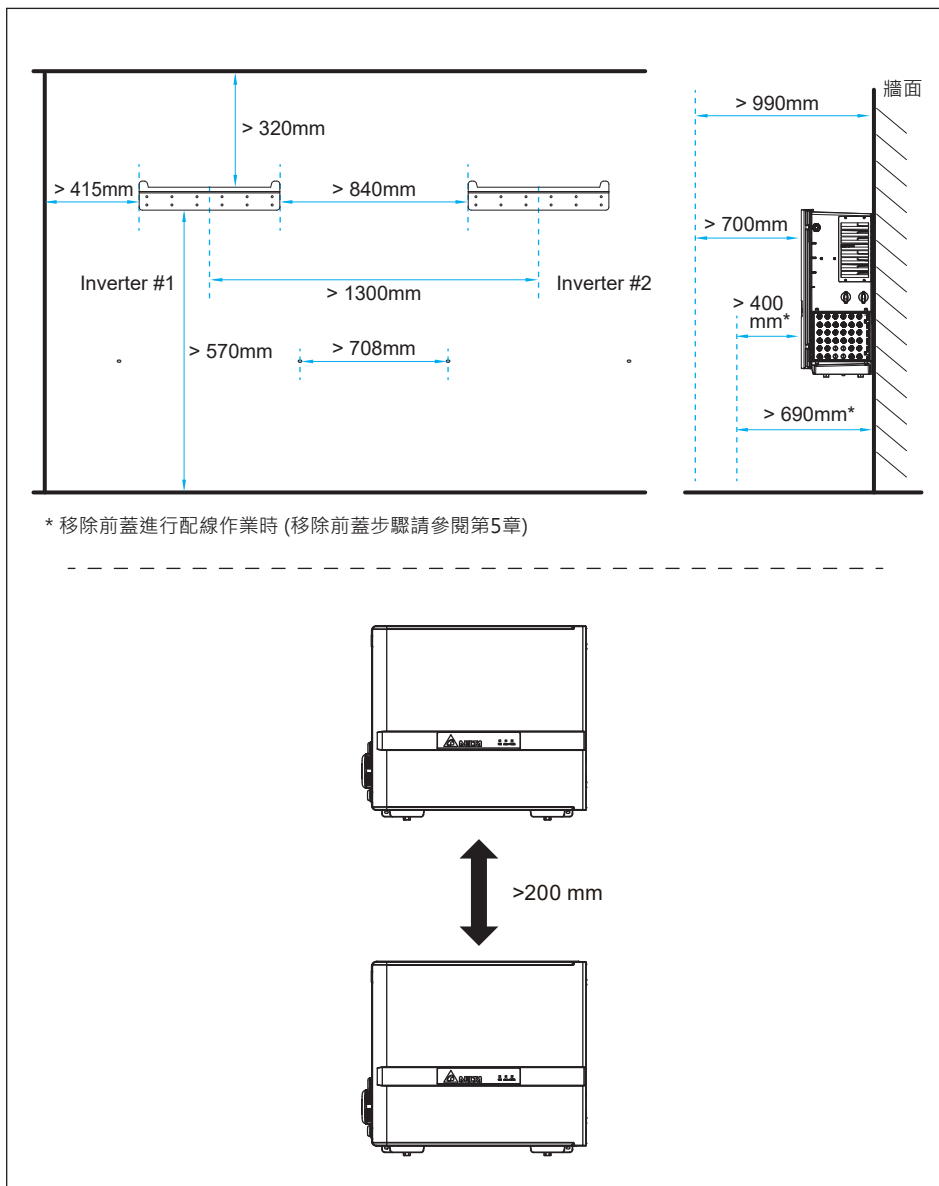 牆面
> 990mm
> 320mm
> 415mm
> 840mm
> 700mm
Inverter #1
Inverter #2
> 1300mm
> 400
mm*
> 570mm
> 708mm
> 690mm*
* 移除前蓋進行配線作業時 (移除前蓋步驟請參閱第5章)
>200 mm